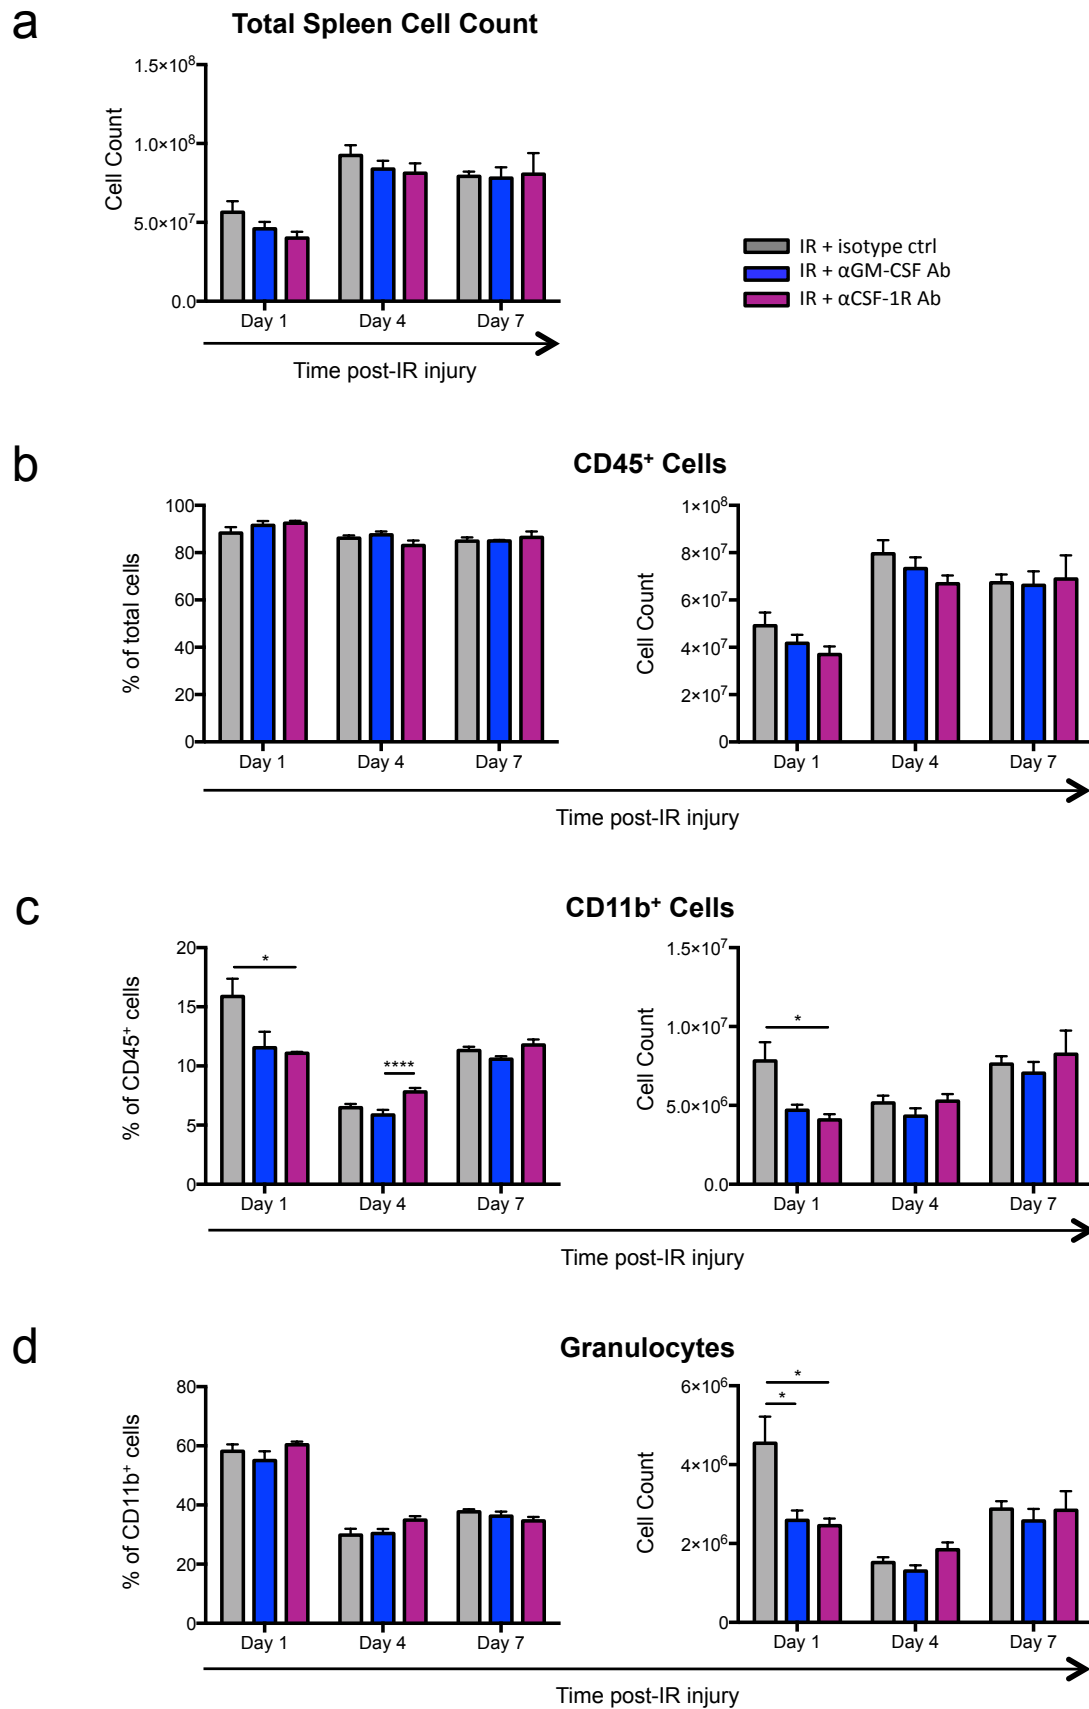 a
Total Spleen Cell Count
Cell Count
1.5×10⁸
1.0×10⁸
5.0×10⁷
0.0
Day 1 Day 4 Day 7
Time post-IR injury
IR + isotype ctrl
IR + αGM-CSF Ab
IR + αCSF-1R Ab
b
CD45⁺ Cells
% of total cells
100
80
60
40
20
0
Day 1 Day 4 Day 7
Cell Count
1×10⁸
8×10⁷
6×10⁷
4×10⁷
2×10⁷
0
Day 1 Day 4 Day 7
Time post-IR injury
c
CD11b⁺ Cells
% of CD45⁺ cells
20
15
10
5
0
*
****
Day 1 Day 4 Day 7
Cell Count
1.5×10⁷
1.0×10⁷
5.0×10⁶
0.0
*
Day 1 Day 4 Day 7
Time post-IR injury
d
Granulocytes
% of CD11b⁺ cells
80
60
40
20
0
Day 1 Day 4 Day 7
Cell Count
6×10⁶
4×10⁶
2×10⁶
0
*
*
Day 1 Day 4 Day 7
Time post-IR injury